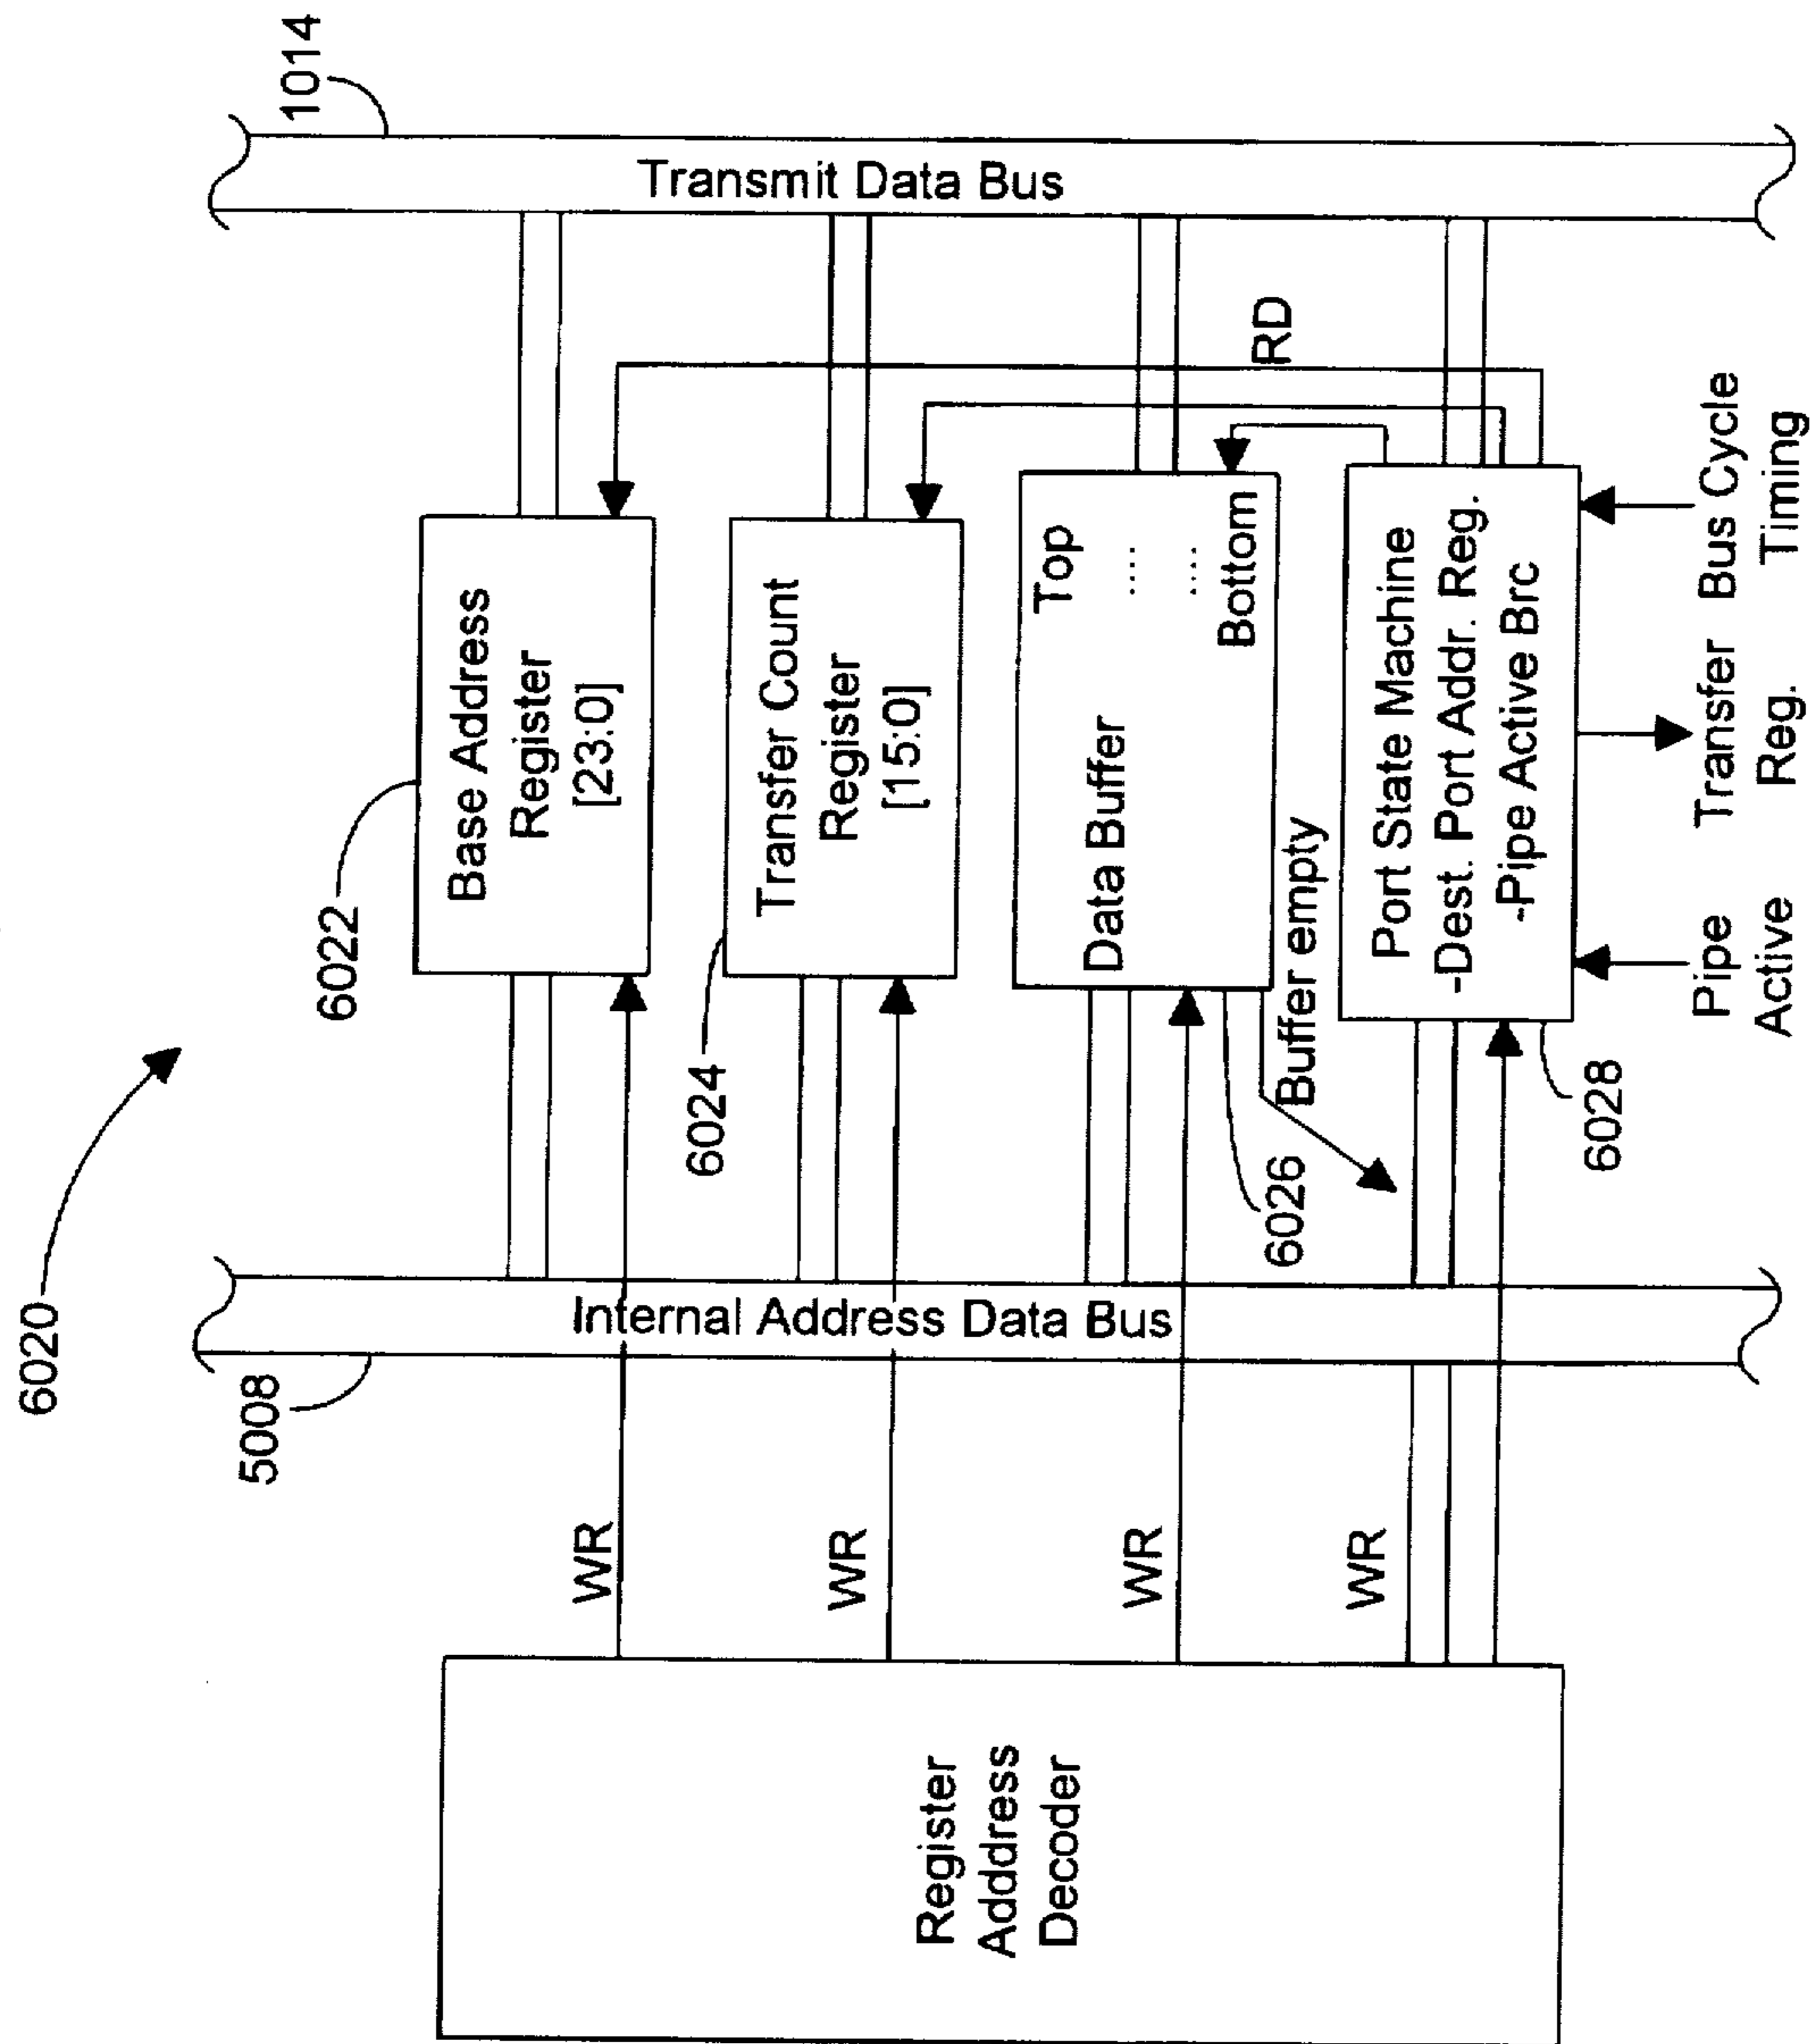 6020
5008
Internal Address Data Bus
1014
Transmit Data Bus
Register
Adddress
Decoder
WR
WR
WR
WR
6022
Base Address
Register
[23:0]
6024
Transfer Count
Register
[15:0]
6026
Data Buffer
Top
....
....
Bottom
Buffer empty
RD
6028
Port State Machine
-Dest. Port Addr. Reg.
-Pipe Active Brc
Pipe
Active
Transfer
Reg.
Bus Cycle
Timing